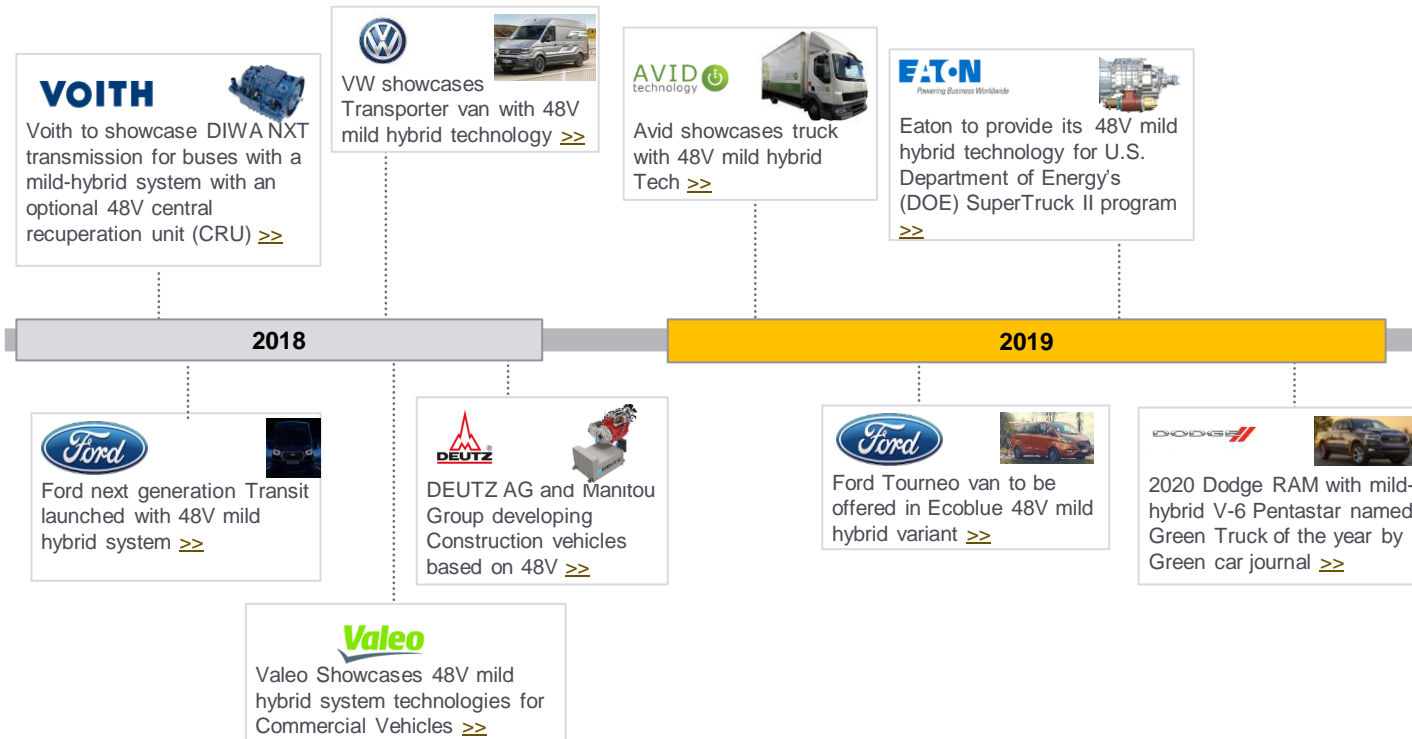 VOITH
Voith to showcase DIWA NXT
transmission for buses with a
mild-hybrid system with an
optional 48V central
recuperation unit (CRU) >>
VW showcases
Transporter van with 48V
mild hybrid technology >>
AVID
technology
Avid showcases truck
with 48V mild hybrid
Tech >>
EATON
Powering Business Worldwide
Eaton to provide its 48V mild
hybrid technology for U.S.
Department of Energy's
(DOE) SuperTruck II program
>>
2018
2019
Ford
Ford next generation Transit
launched with 48V mild
hybrid system >>
DEUTZ
DEUTZ AG and Manitou
Group developing
Construction vehicles
based on 48V >>
Ford
Ford Tourneo van to be
offered in Ecoblue 48V mild
hybrid variant >>
DODGE
2020 Dodge RAM with mild-
hybrid V-6 Pentastar named
Green Truck of the year by
Green car journal >>
Valeo
Valeo Showcases 48V mild
hybrid system technologies for
Commercial Vehicles >>